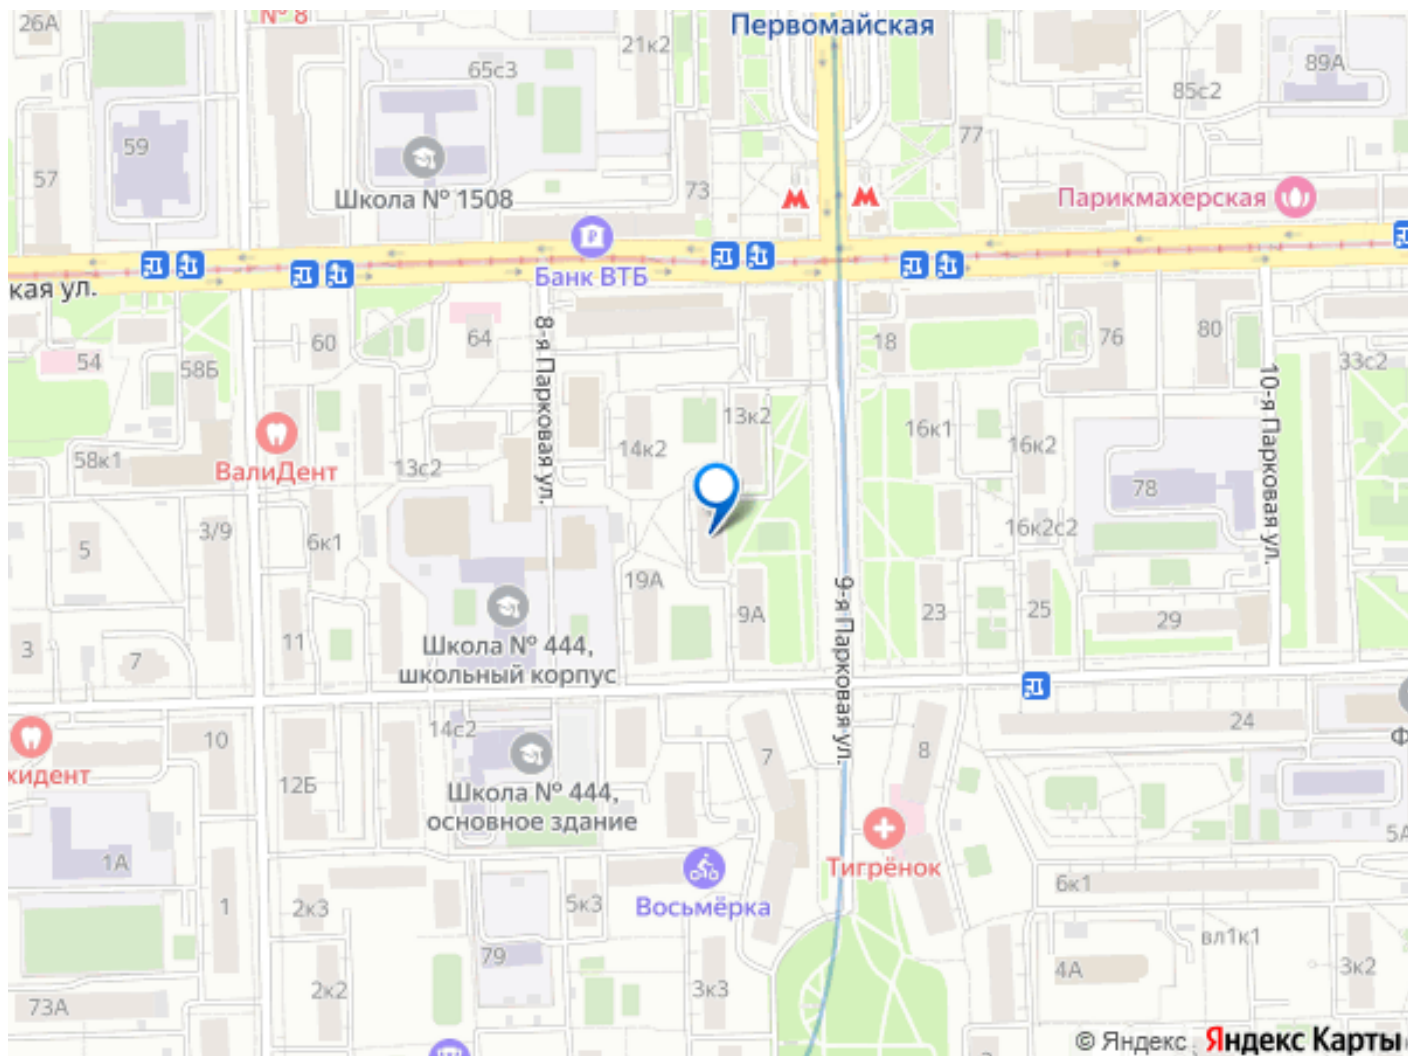 26А
№ 8
Первомайская
21к2
65с3
89А
85с2
59
77
57
Школа № 1508
73
Парикмахерская
кая ул.
Банк ВТБ
8-я Парковая ул.
60
64
18
76
80
54
58Б
33с2
10-я Парковая ул.
13к2
16к1
16к2
14к2
58к1
ВалиДент
13с2
78
3/9
6к1
16к2с2
5
19А
9А
9-я Парковая ул.
23
25
29
11
3
7
Школа № 444,
школьный корпус
14с2
10
7
8
24
Ф
хидент
12Б
Школа № 444,
основное здание
1А
Тигрёнок
5А
6к1
1
2к3
5к3
Восьмёрка
вл1к1
79
4А
3к2
2к2
3к3
73А
© Яндекс Яндекс Карты